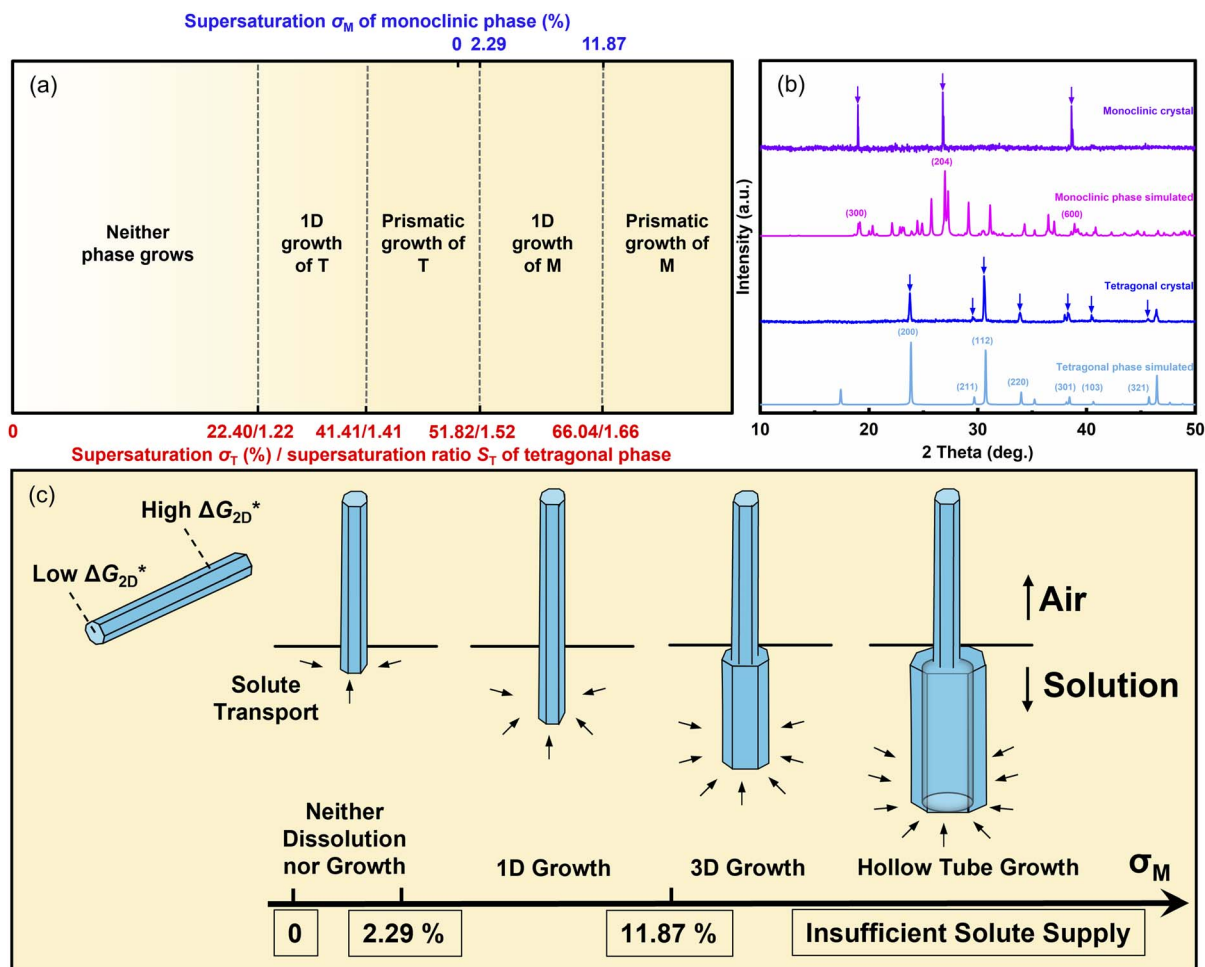 Supersaturation σM of monoclinic phase (%)
0 2.29 11.87
(a)
Neither
phase grows
1D
growth
of T
Prismatic
growth of
T
1D
growth
of M
Prismatic
growth of
M
0 22.40/1.22 41.41/1.41 51.82/1.52 66.04/1.66
Supersaturation σT (%) / supersaturation ratio ST of tetragonal phase
(b)
Intensity (a.u.)
Monoclinic crystal
(204)
Monoclinic phase simulated
(300)
(600)
Tetragonal crystal
(200)
(112)
Tetragonal phase simulated
(211)
(220)
(301)
(103)
(321)
10 20 30 40 50
2 Theta (deg.)
(c)
High ΔG2D*
Low ΔG2D*
Solute
Transport
Air
Solution
Neither
Dissolution
nor Growth
1D Growth
3D Growth
Hollow Tube Growth
σM
0
2.29 %
11.87 %
Insufficient Solute Supply